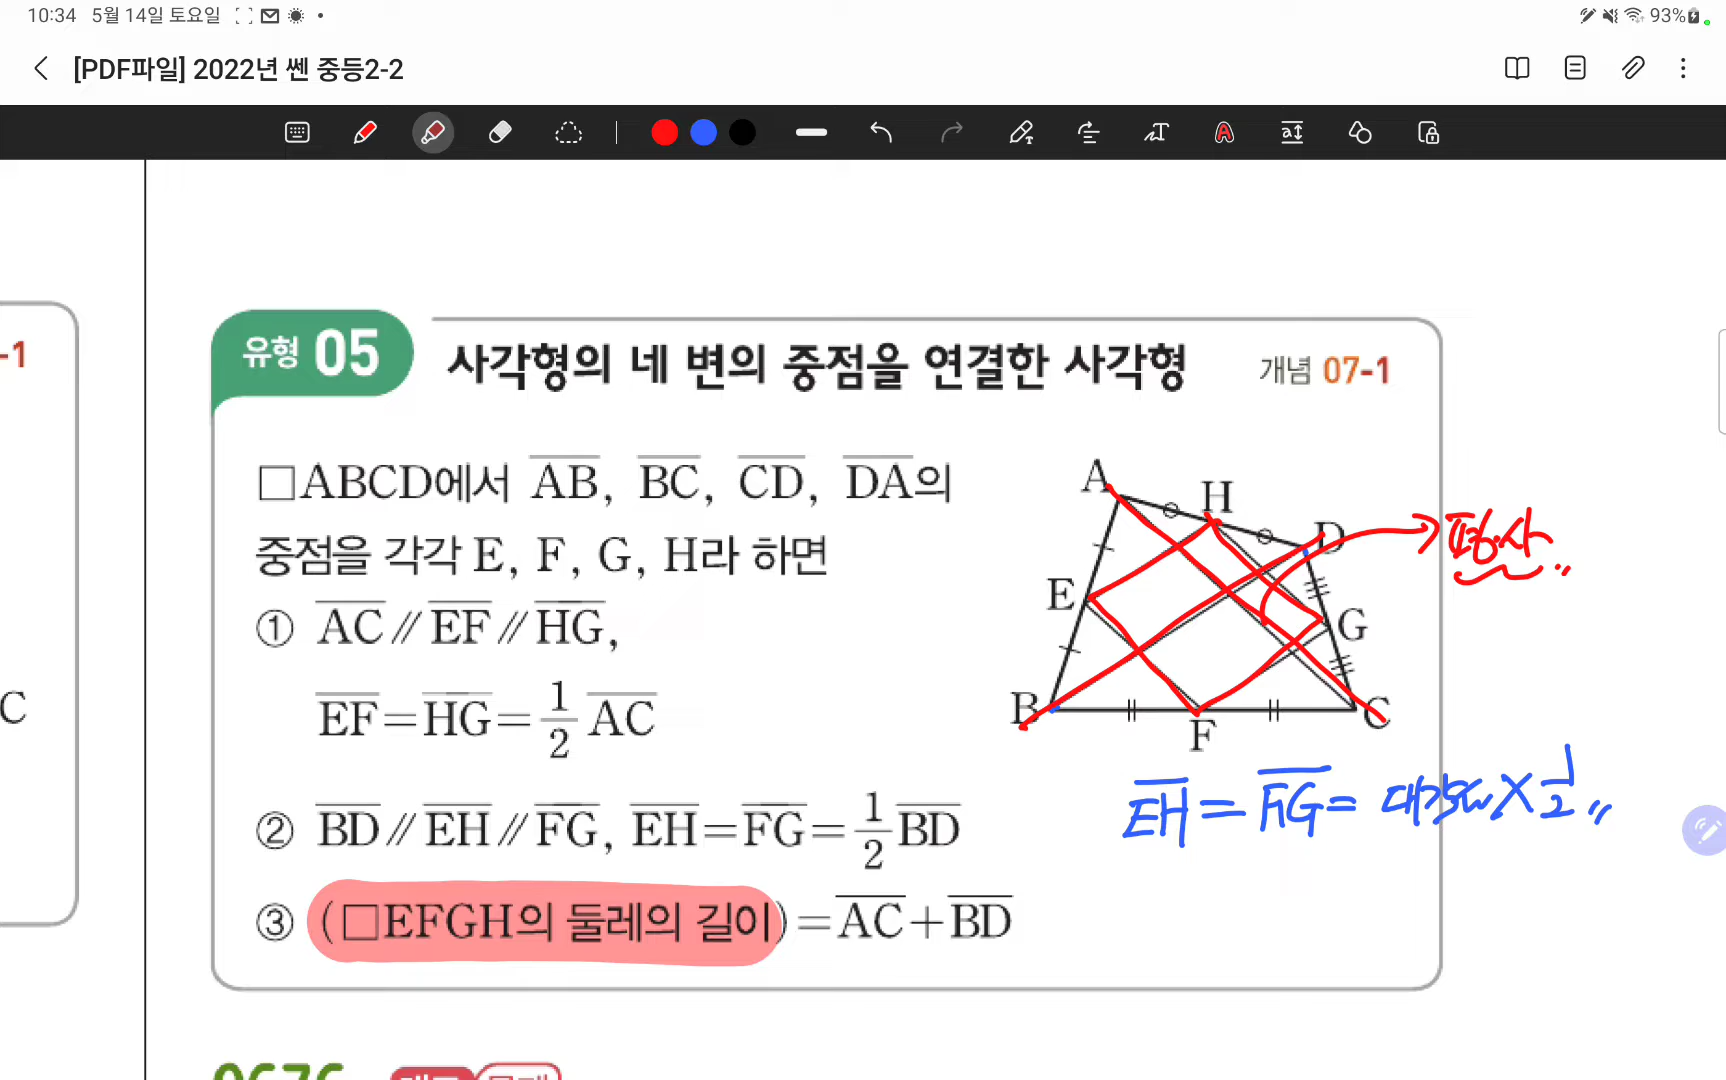 10:34 5월 14일 토요일
93%
[PDF파일] 2022년 쎈 중등2-2
-1
C
유형 05
사각형의 네 변의 중점을 연결한 사각형
개념 07-1
□ABCD에서 AB, BC, CD, DA의
중점을 각각 E, F, G, H라 하면
① AC∥EF∥HG,
EF=HG=1/2 AC
② BD∥EH∥FG, EH=FG=1/2 BD
③ (□EFGH의 둘레의 길이)=AC+BD
A
H
D
E
G
B
F
C
평사
EH = FG = 대각선 × 1/2